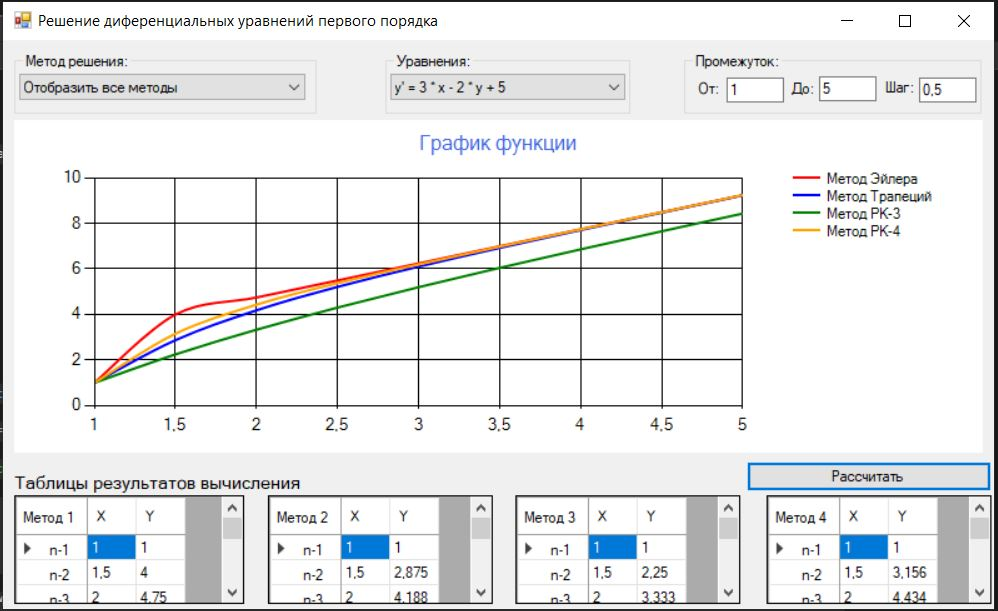 Решение диференциальных уравнений первого порядка
Метод решения: Уравнения: Промежуток:
Отобразить все методы y' = 3 * x - 2 * y + 5 От: 1 До: 5 Шаг: 0,5
График функции
10
8
6
4
2
0
1 1,5 2 2,5 3 3,5 4 4,5 5
Метод Эйлера
Метод Трапеций
Метод РК-3
Метод РК-4
Рассчитать
Таблицы результатов вычисления
Метод 1 X Y Метод 2 X Y Метод 3 X Y Метод 4 X Y
n-1 1 1 n-1 1 1 n-1 1 1 n-1 1 1
n-2 1,5 4 n-2 1,5 2,875 n-2 1,5 2,25 n-2 1,5 3,156
n-3 2 4,75 n-3 2 4,188 n-3 2 3,333 n-3 2 4,434